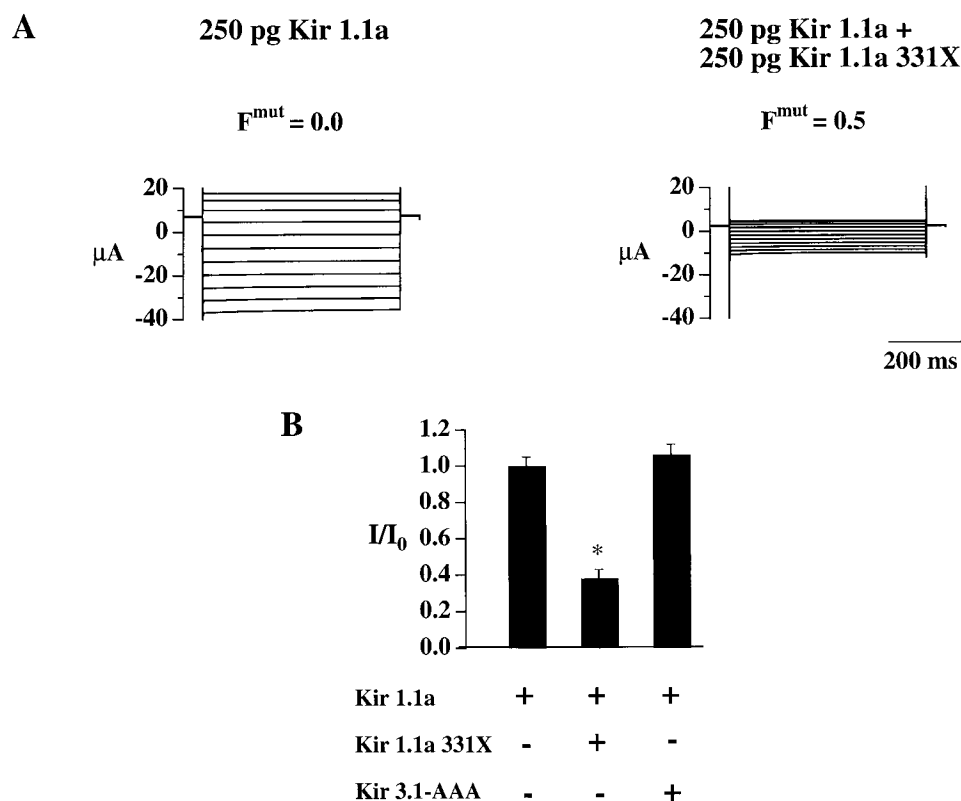 A
250 pg Kir 1.1a
250 pg Kir 1.1a +
250 pg Kir 1.1a 331X
F^mut = 0.0
F^mut = 0.5
20
0
-20
-40
μA
20
0
-20
-40
μA
200 ms
B
1.2
1.0
0.8
0.6
0.4
0.2
0.0
I/I₀
*
Kir 1.1a + + +
Kir 1.1a 331X - + -
Kir 3.1-AAA - - +